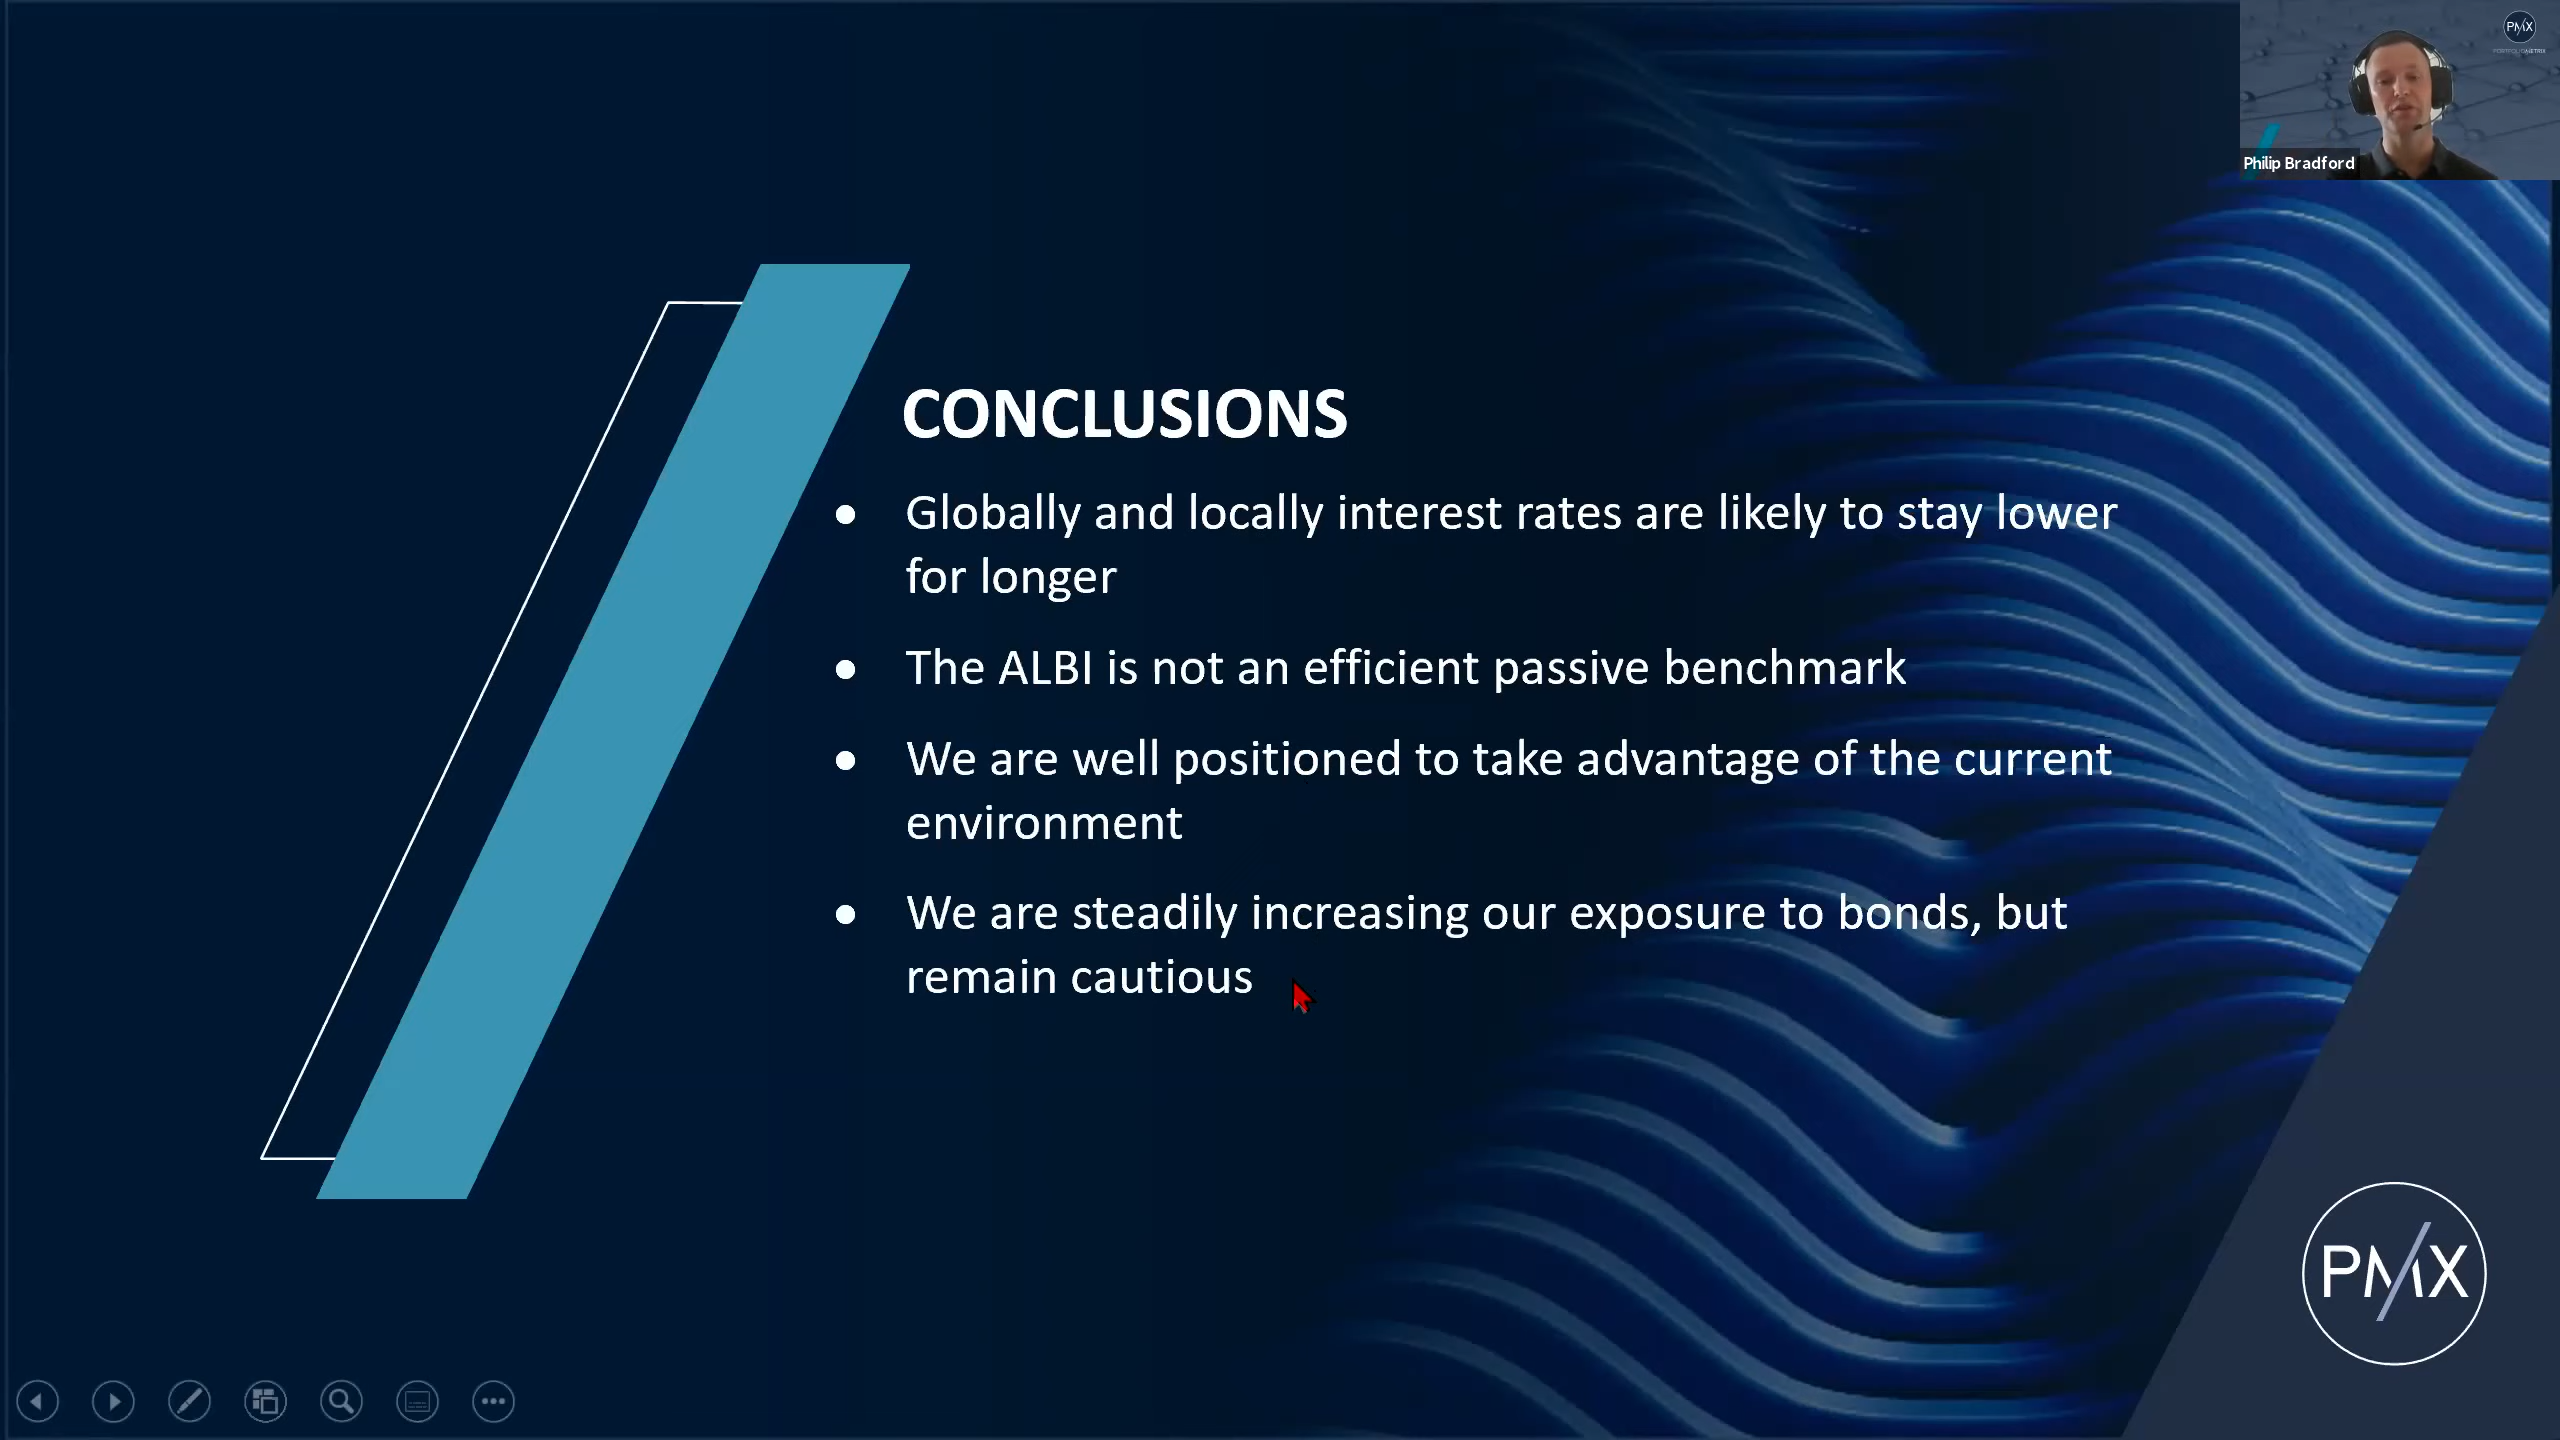 PMX
PORTFOLIOMETRIX
Philip Bradford
CONCLUSIONS
● Globally and locally interest rates are likely to stay lower
for longer
● The ALBI is not an efficient passive benchmark
● We are well positioned to take advantage of the current
environment
● We are steadily increasing our exposure to bonds, but
remain cautious
PMX